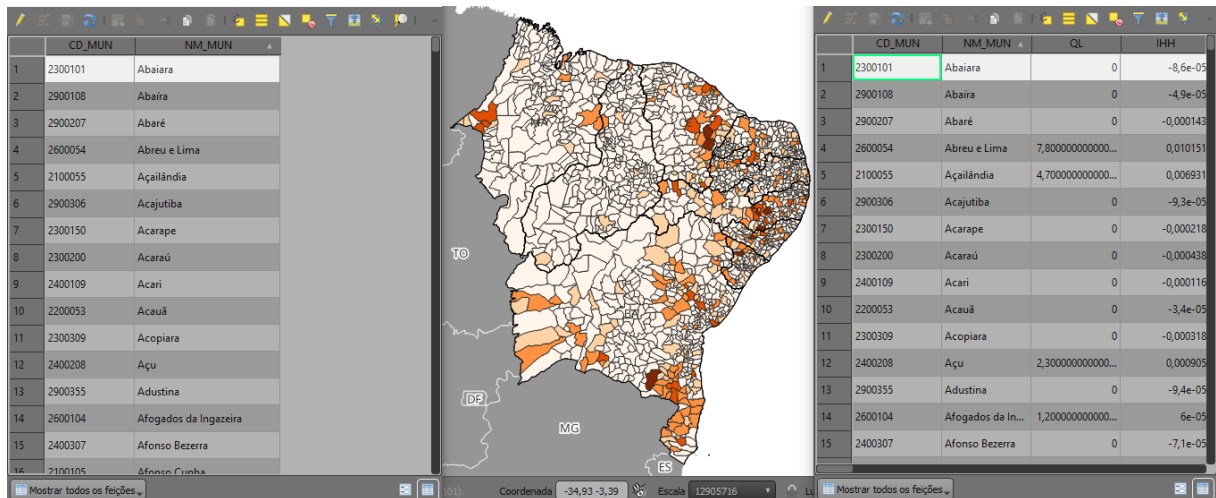 CD_MUN NM_MUN
1 2300101 Abaiara
2 2900108 Abaíra
3 2900207 Abaré
4 2600054 Abreu e Lima
5 2100055 Açailândia
6 2900306 Acajutiba
7 2300150 Acarape
8 2300200 Acaraú
9 2400109 Acari
10 2200053 Acauã
11 2300309 Acopiara
12 2400208 Açu
13 2900355 Adustina
14 2600104 Afogados da Ingazeira
15 2400307 Afonso Bezerra
16 2100105 Afonso Cunha
Mostrar todos os feições
TO
BA
DF
MG
ES
101).
Coordenada -34,93 -3,39
Escala 12905716
Lu
CD_MUN NM_MUN QL IHH
1 2300101 Abaiara 0 -8,6e-05
2 2900108 Abaíra 0 -4,9e-05
3 2900207 Abaré 0 -0,000143
4 2600054 Abreu e Lima 7,800000000000... 0,010151
5 2100055 Açailândia 4,700000000000... 0,006931
6 2900306 Acajutiba 0 -9,3e-05
7 2300150 Acarape 0 -0,000218
8 2300200 Acaraú 0 -0,000438
9 2400109 Acari 0 -0,000116
10 2200053 Acauã 0 -3,4e-05
11 2300309 Acopiara 0 -0,000318
12 2400208 Açu 2,300000000000... 0,000905
13 2900355 Adustina 0 -9,4e-05
14 2600104 Afogados da In... 1,200000000000... 6e-05
15 2400307 Afonso Bezerra 0 -7,1e-05
Mostrar todos os feições